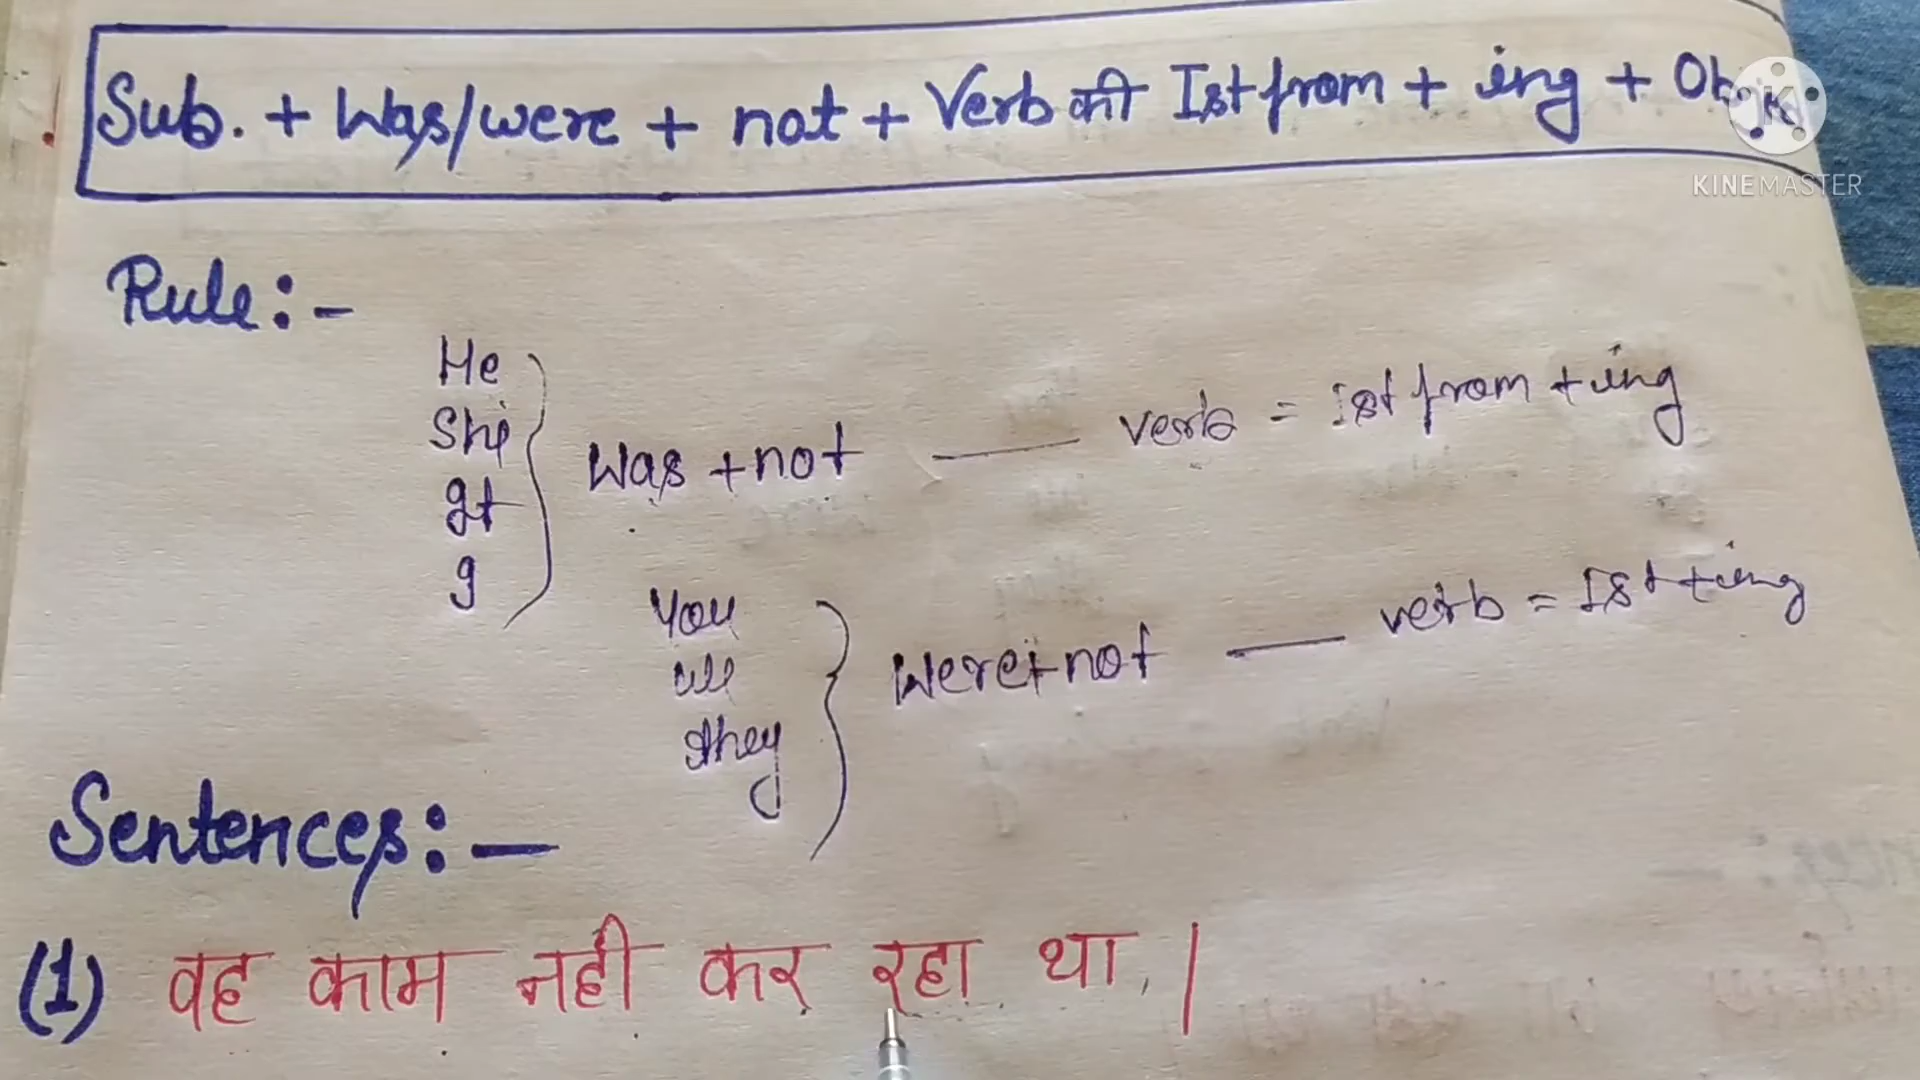 Sub. + Was/were + not + Verb की Ist from + ing +
KINEMASTER
Rule:-
He
She
It
I
Was + not — verb = Ist from + ing
You
we
they
Were + not — verb = Ist + ing
Sentences:-
(1) वह काम नही कर रहा था।